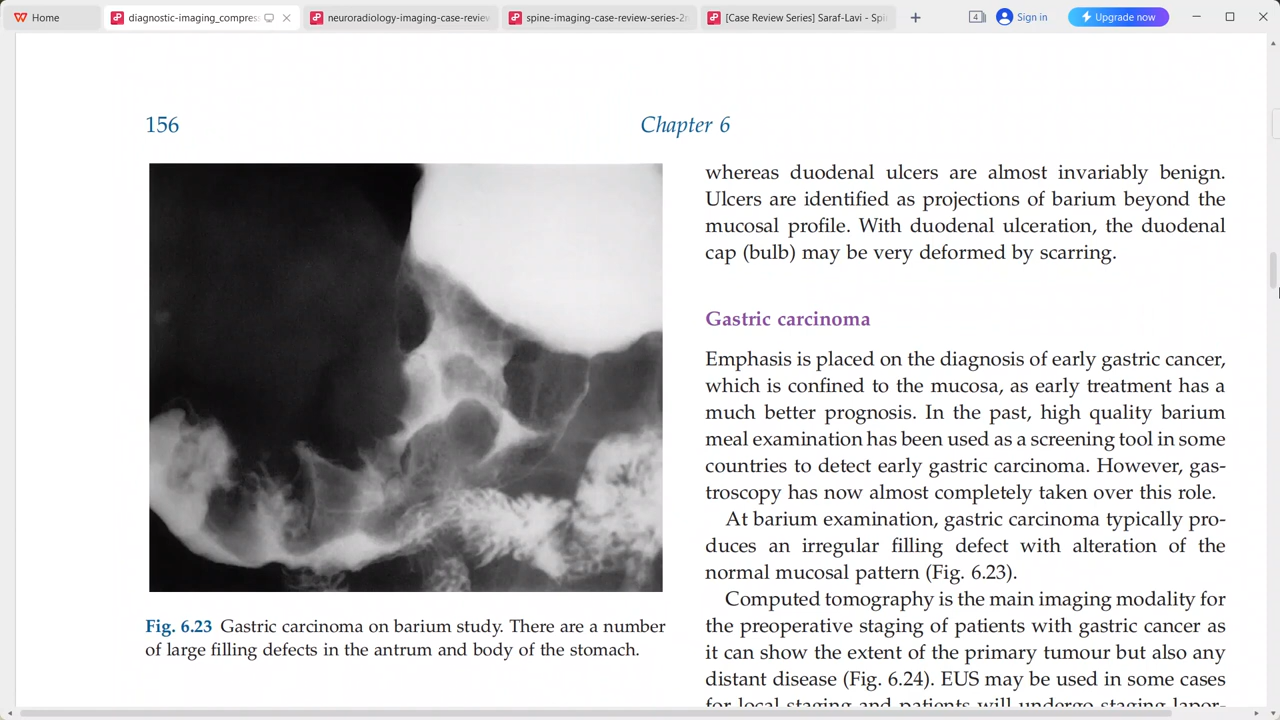 Home
diagnostic-imaging_compres
neuroradiology-imaging-case-review
spine-imaging-case-review-series-2
[Case Review Series] Saraf-Lavi - Spi
4
Sign in
Upgrade now
156
Chapter 6
Fig. 6.23 Gastric carcinoma on barium study. There are a number
of large filling defects in the antrum and body of the stomach.
whereas duodenal ulcers are almost invariably benign.
Ulcers are identified as projections of barium beyond the
mucosal profile. With duodenal ulceration, the duodenal
cap (bulb) may be very deformed by scarring.
Gastric carcinoma
Emphasis is placed on the diagnosis of early gastric cancer,
which is confined to the mucosa, as early treatment has a
much better prognosis. In the past, high quality barium
meal examination has been used as a screening tool in some
countries to detect early gastric carcinoma. However, gas-
troscopy has now almost completely taken over this role.
At barium examination, gastric carcinoma typically pro-
duces an irregular filling defect with alteration of the
normal mucosal pattern (Fig. 6.23).
Computed tomography is the main imaging modality for
the preoperative staging of patients with gastric cancer as
it can show the extent of the primary tumour but also any
distant disease (Fig. 6.24). EUS may be used in some cases
for local staging and patients will undergo staging lapor-